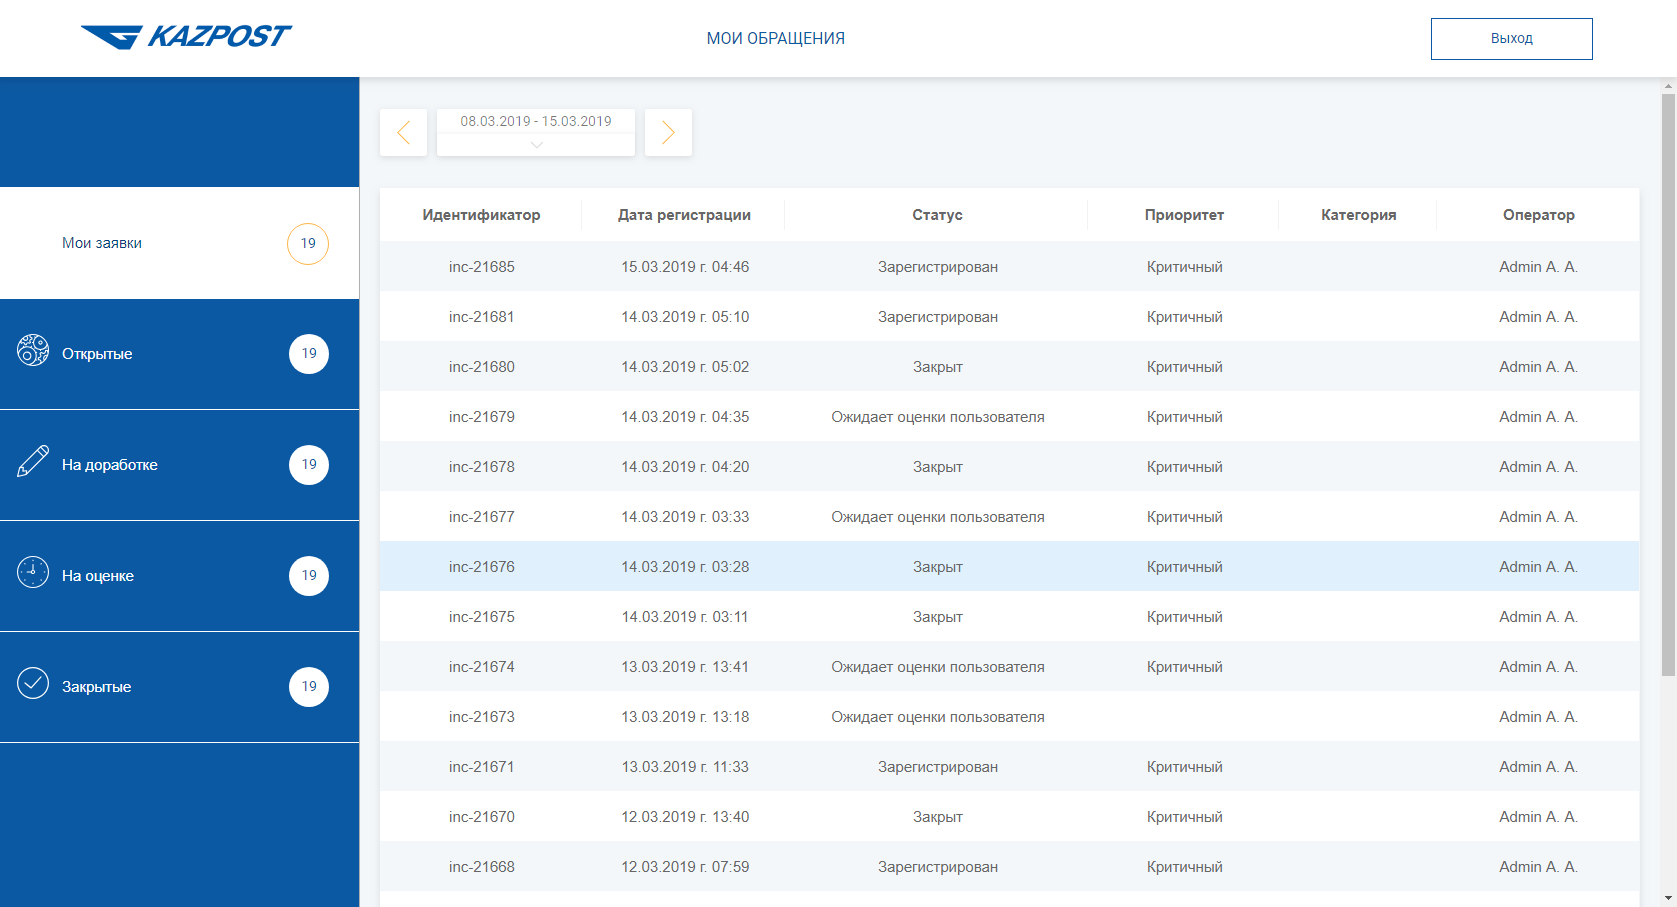 KAZPOST
МОИ ОБРАЩЕНИЯ
Выход
Мои заявки 19
Открытые 19
На доработке 19
На оценке 19
Закрытые 19
08.03.2019 - 15.03.2019
Идентификатор Дата регистрации Статус Приоритет Категория Оператор
inc-21685 15.03.2019 г. 04:46 Зарегистрирован Критичный Admin A. A.
inc-21681 14.03.2019 г. 05:10 Зарегистрирован Критичный Admin A. A.
inc-21680 14.03.2019 г. 05:02 Закрыт Критичный Admin A. A.
inc-21679 14.03.2019 г. 04:35 Ожидает оценки пользователя Критичный Admin A. A.
inc-21678 14.03.2019 г. 04:20 Закрыт Критичный Admin A. A.
inc-21677 14.03.2019 г. 03:33 Ожидает оценки пользователя Критичный Admin A. A.
inc-21676 14.03.2019 г. 03:28 Закрыт Критичный Admin A. A.
inc-21675 14.03.2019 г. 03:11 Закрыт Критичный Admin A. A.
inc-21674 13.03.2019 г. 13:41 Ожидает оценки пользователя Критичный Admin A. A.
inc-21673 13.03.2019 г. 13:18 Ожидает оценки пользователя Admin A. A.
inc-21671 13.03.2019 г. 11:33 Зарегистрирован Критичный Admin A. A.
inc-21670 12.03.2019 г. 13:40 Закрыт Критичный Admin A. A.
inc-21668 12.03.2019 г. 07:59 Зарегистрирован Критичный Admin A. A.